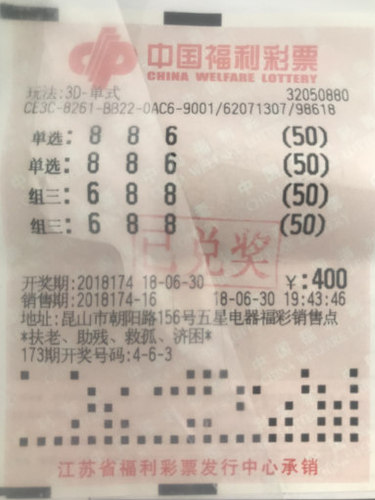 中国福利彩票
CHINA WELFARE LOTTERY
玩法:3D-单式 32050880
CE3C-8261-BB22-0AC6-9001/62071307/98618
单选: 8 8 6 (50)
单选: 8 8 6 (50)
组三: 6 8 8 (50)
组三: 6 8 8 (50)
已兑奖
开奖期:2018174 18-06-30 ¥:400
销售期:2018174-16 18-06-30 19:43:46
地址:昆山市朝阳路156号五星电器福彩销售点
*扶老、助残、救孤、济困*
173期开奖号码:4-6-3
江苏省福利彩票发行中心承销